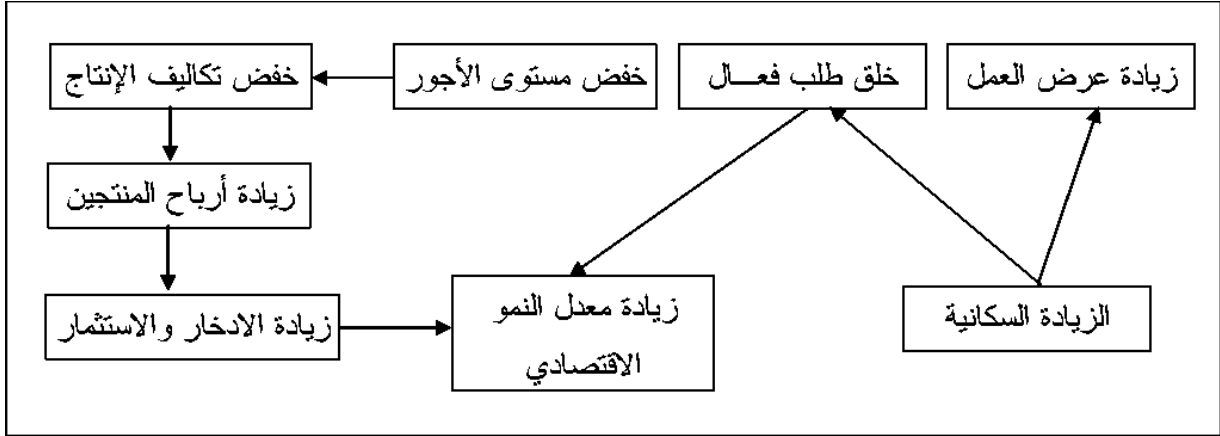 زيادة عرض العمل
خلق طلب فعـــال
خفض مستوى الأجور
خفض تكاليف الإنتاج
زيادة أرباح المنتجين
الزيادة السكانية
زيادة معدل النمو
الاقتصادي
زيادة الادخار والاستثمار